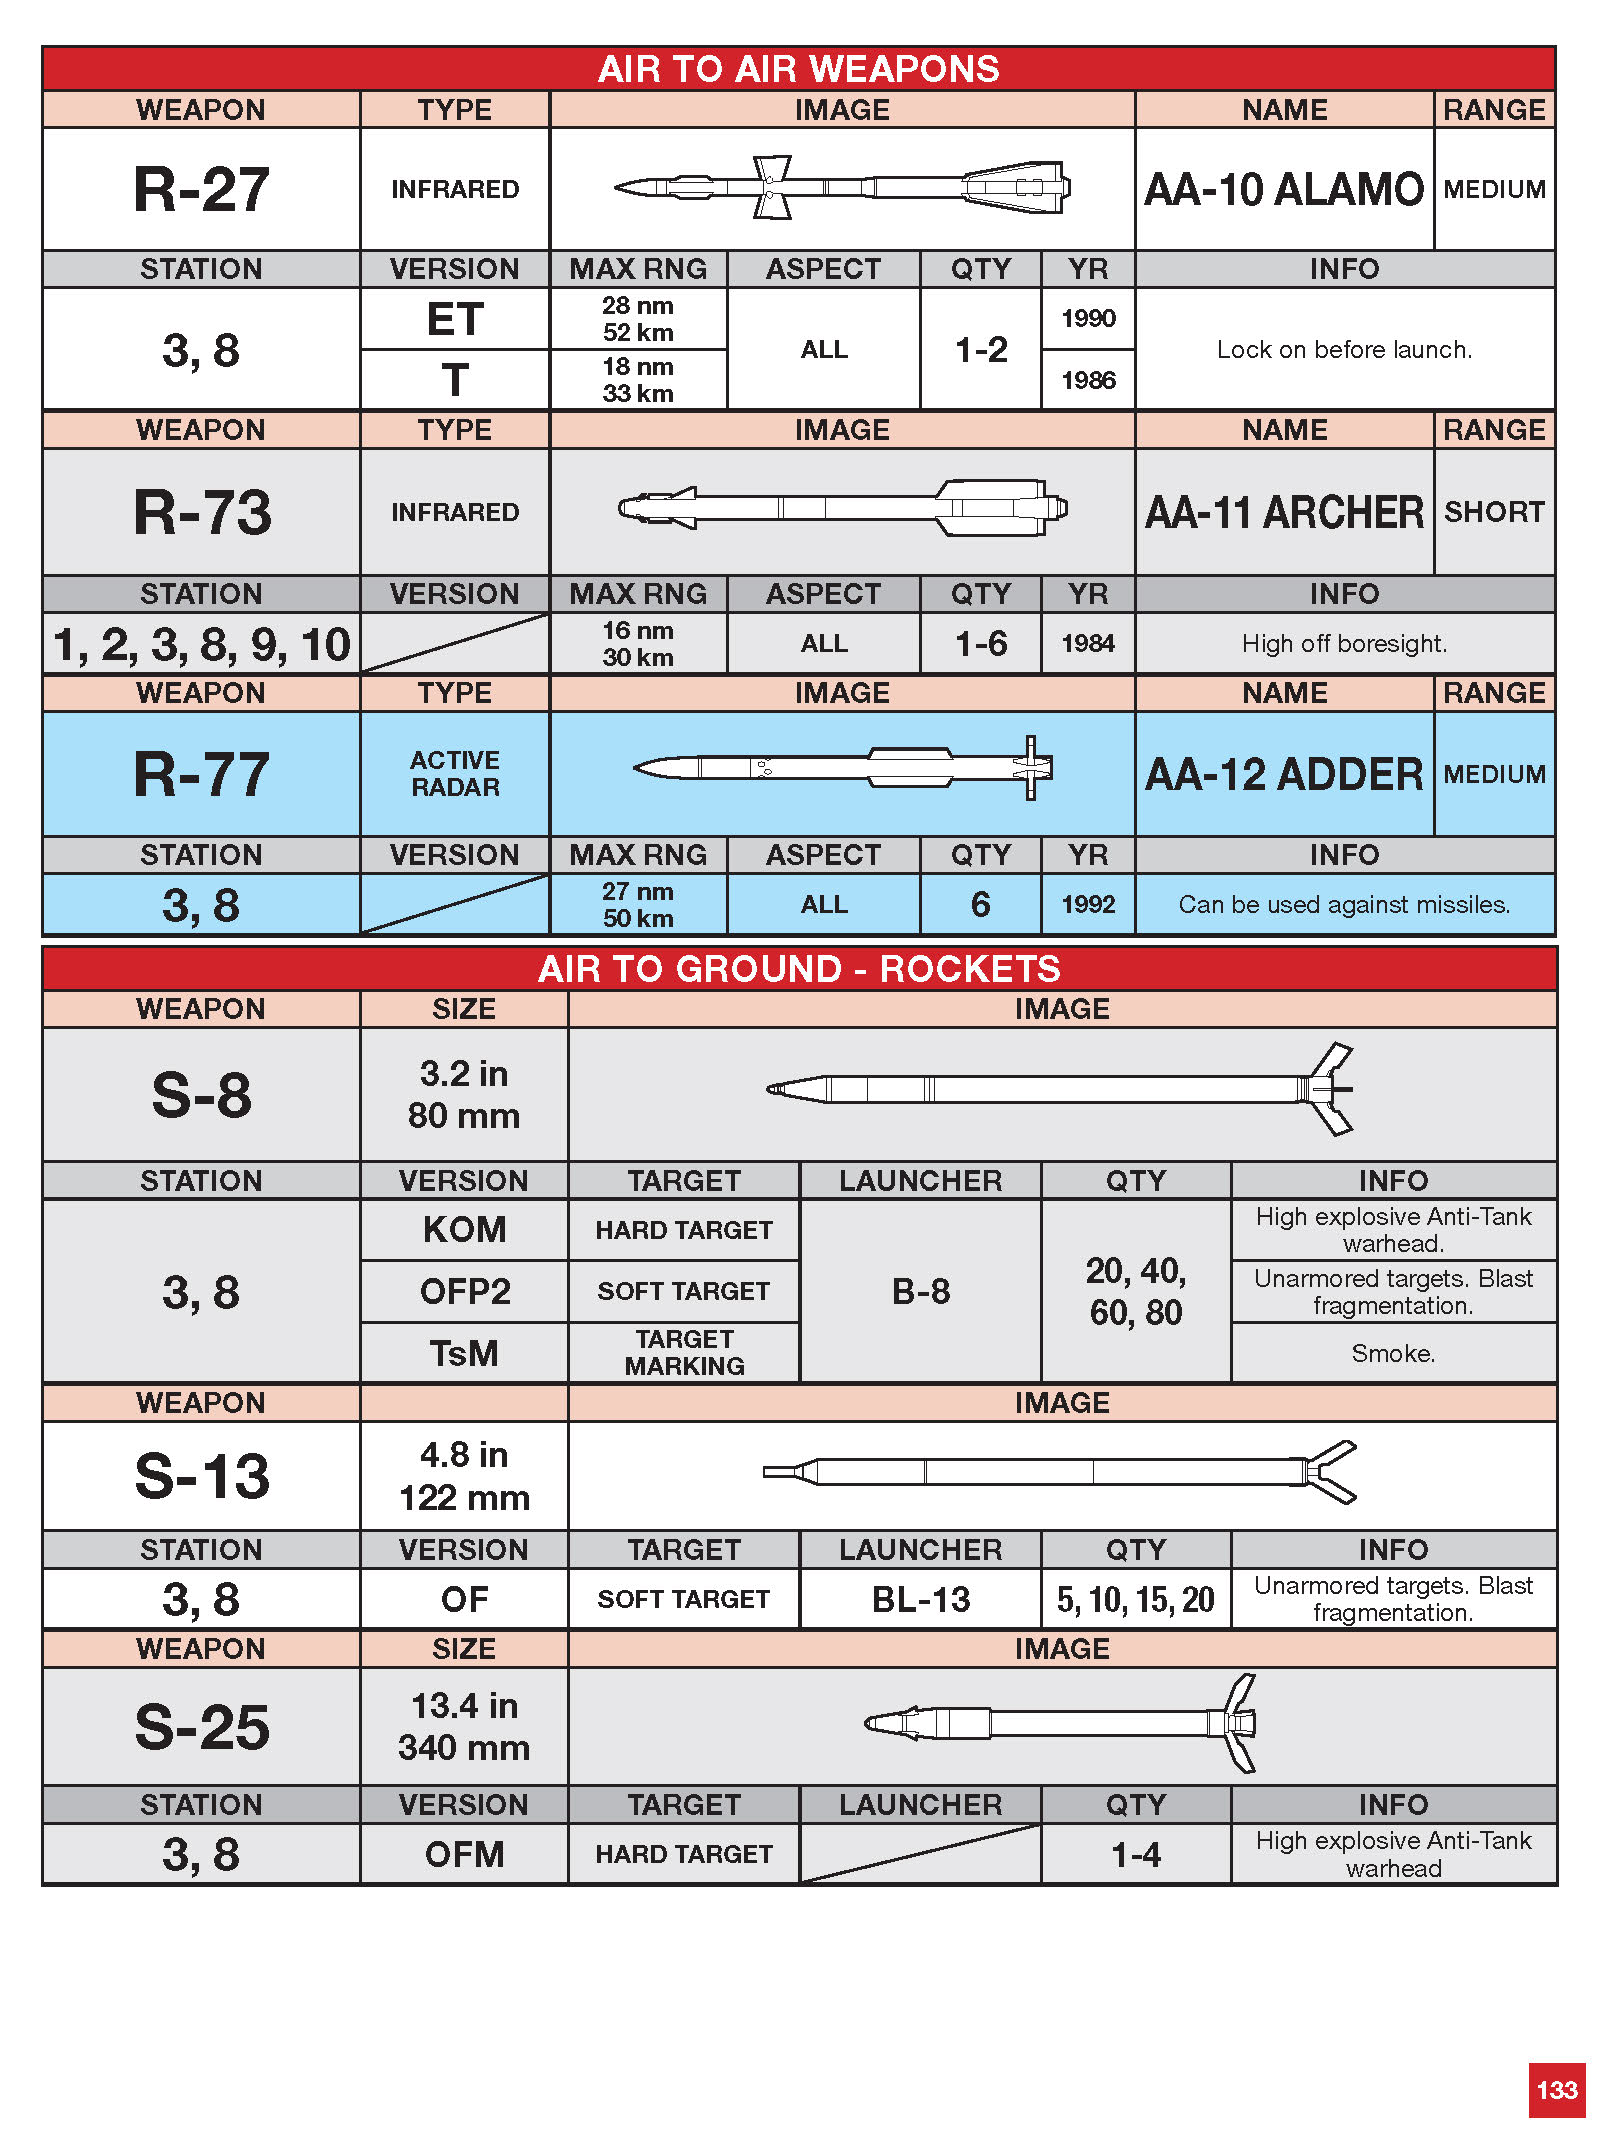 AIR TO AIR WEAPONS
WEAPON TYPE IMAGE NAME RANGE
R-27 INFRARED AA-10 ALAMO MEDIUM
STATION VERSION MAX RNG ASPECT QTY YR INFO
3, 8 ET 28 nm 52 km ALL 1-2 1990 Lock on before launch.
T 18 nm 33 km 1986
WEAPON TYPE IMAGE NAME RANGE
R-73 INFRARED AA-11 ARCHER SHORT
STATION VERSION MAX RNG ASPECT QTY YR INFO
1, 2, 3, 8, 9, 10 16 nm 30 km ALL 1-6 1984 High off boresight.
WEAPON TYPE IMAGE NAME RANGE
R-77 ACTIVE RADAR AA-12 ADDER MEDIUM
STATION VERSION MAX RNG ASPECT QTY YR INFO
3, 8 27 nm 50 km ALL 6 1992 Can be used against missiles.
AIR TO GROUND - ROCKETS
WEAPON SIZE IMAGE
S-8 3.2 in 80 mm
STATION VERSION TARGET LAUNCHER QTY INFO
3, 8 KOM HARD TARGET B-8 20, 40, 60, 80 High explosive Anti-Tank warhead.
OFP2 SOFT TARGET Unarmored targets. Blast fragmentation.
TsM TARGET MARKING Smoke.
WEAPON IMAGE
S-13 4.8 in 122 mm
STATION VERSION TARGET LAUNCHER QTY INFO
3, 8 OF SOFT TARGET BL-13 5, 10, 15, 20 Unarmored targets. Blast fragmentation.
WEAPON SIZE IMAGE
S-25 13.4 in 340 mm
STATION VERSION TARGET LAUNCHER QTY INFO
3, 8 OFM HARD TARGET 1-4 High explosive Anti-Tank warhead
133